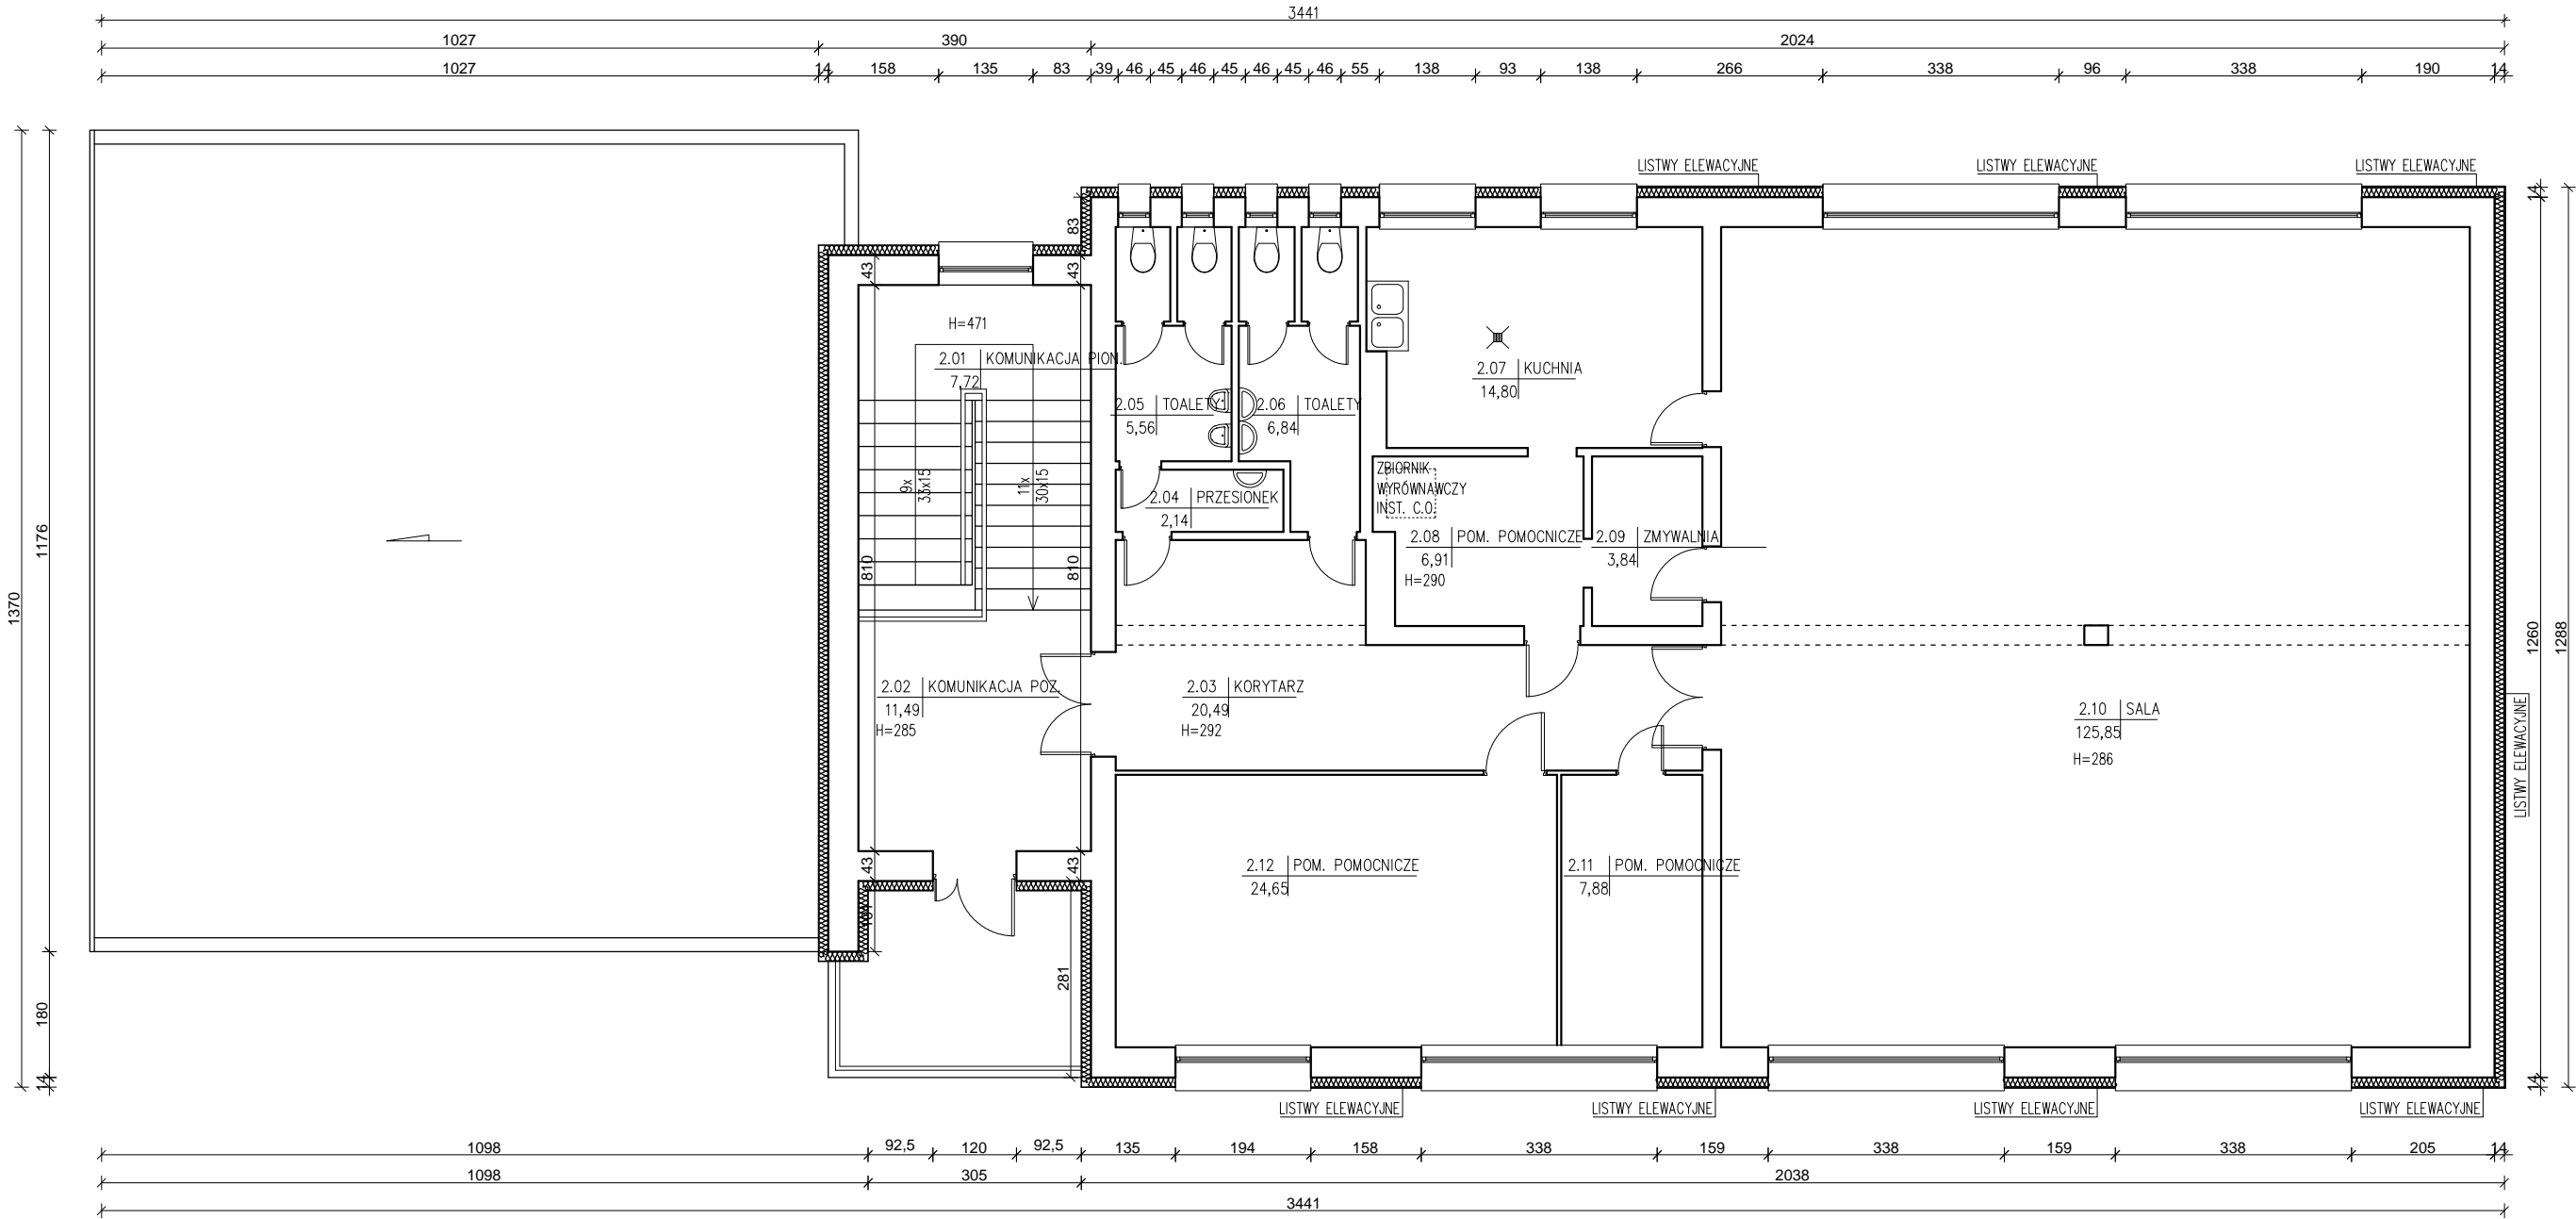 3441
1027 390 2024
1027 14 158 135 83 39 46 45 46 45 46 45 46 55 138 93 138 266 338 96 338 190 14
LISTWY ELEWACYJNE LISTWY ELEWACYJNE LISTWY ELEWACYJNE
14
83
43 43
H=471
2.01 KOMUNIKACJA PION.
7,72
2.07 KUCHNIA
14,80
2.05 TOALETY
5,56
2.06 TOALETY
6,84
9x
33x15
11x
30x15
ZBIORNIK
WYRÓWNAWCZY
INST. C.O.
2.04 PRZESIONEK
2,14
2.08 POM. POMOCNICZE
6,91
H=290
2.09 ZMYWALNIA
3,84
1370
1176
810 810
1260
1288
2.02 KOMUNIKACJA POZ.
11,49
H=285
2.03 KORYTARZ
20,49
H=292
2.10 SALA
125,85
H=286
LISTWY ELEWACYJNE
2.12 POM. POMOCNICZE
24,65
2.11 POM. POMOCNICZE
7,88
43 43
281
180
14
14
LISTWY ELEWACYJNE LISTWY ELEWACYJNE LISTWY ELEWACYJNE LISTWY ELEWACYJNE
1098 92,5 120 92,5 135 194 158 338 159 338 159 338 205 14
1098 305 2038
3441